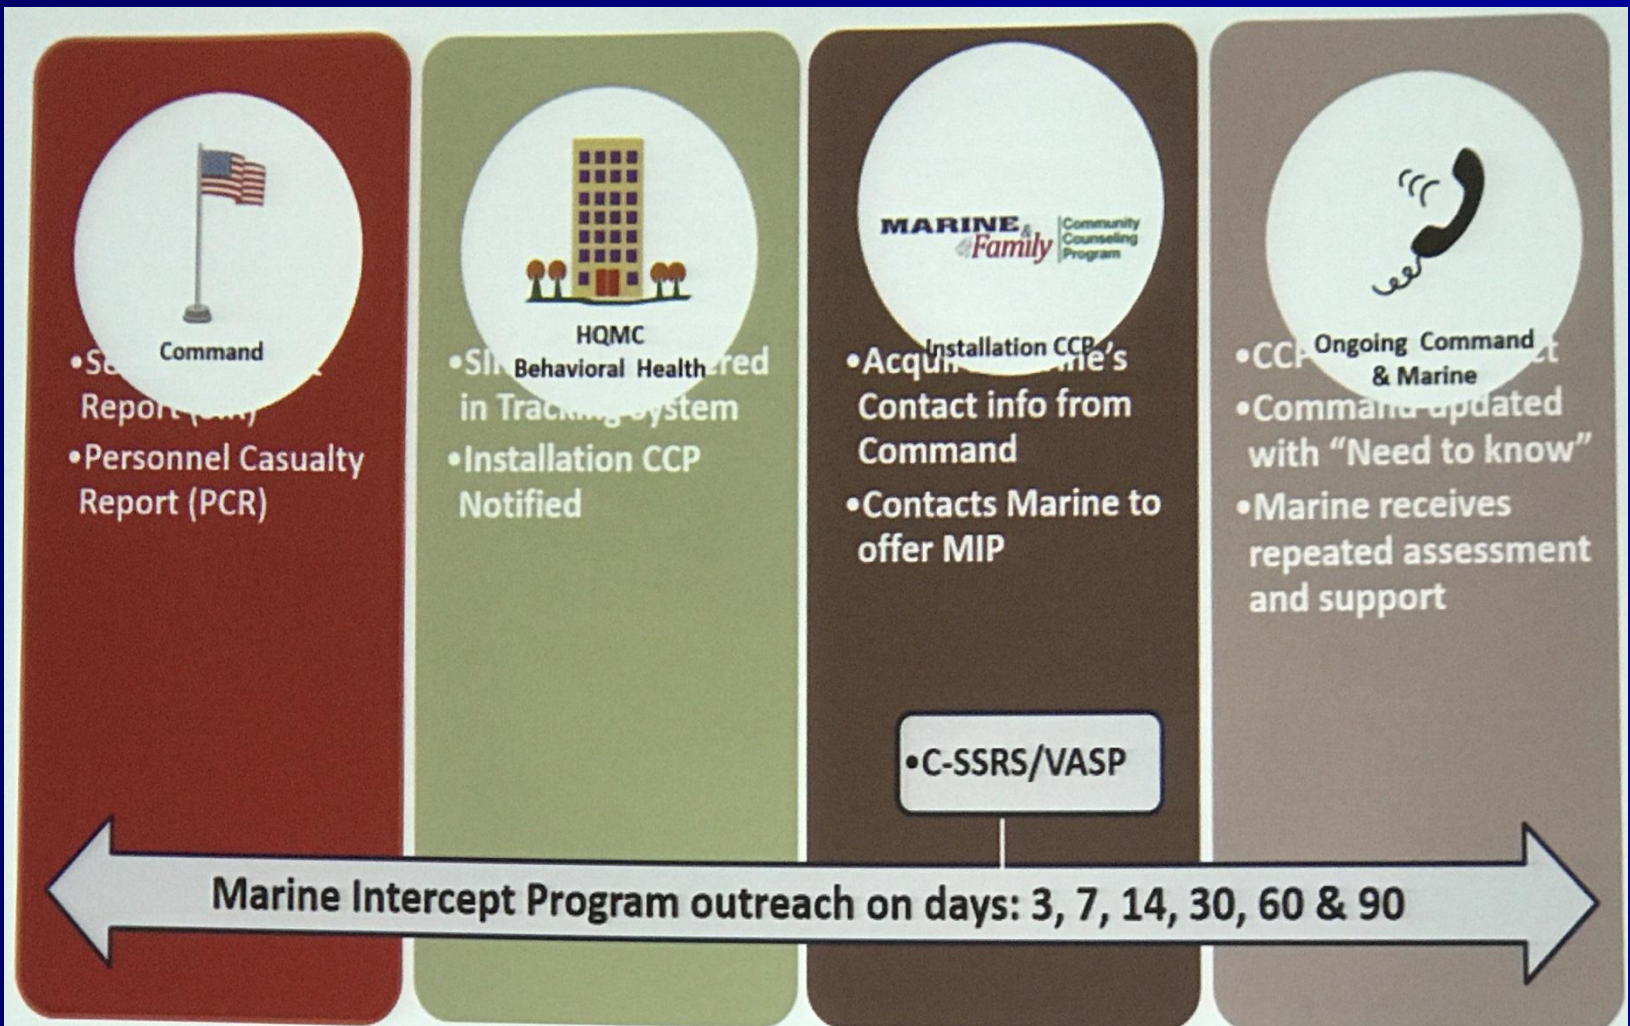 Command
Report
•Personnel Casualty
Report (PCR)
HQMC
Behavioral Health
in Tracking System
•Installation CCP
Notified
MARINE &
Family
Community
Counseling
Program
Installation CCP
Contact info from
Command
•Contacts Marine to
offer MIP
•C-SSRS/VASP
Ongoing Command
& Marine
•Command updated
with “Need to know”
•Marine receives
repeated assessment
and support
Marine Intercept Program outreach on days: 3, 7, 14, 30, 60 & 90